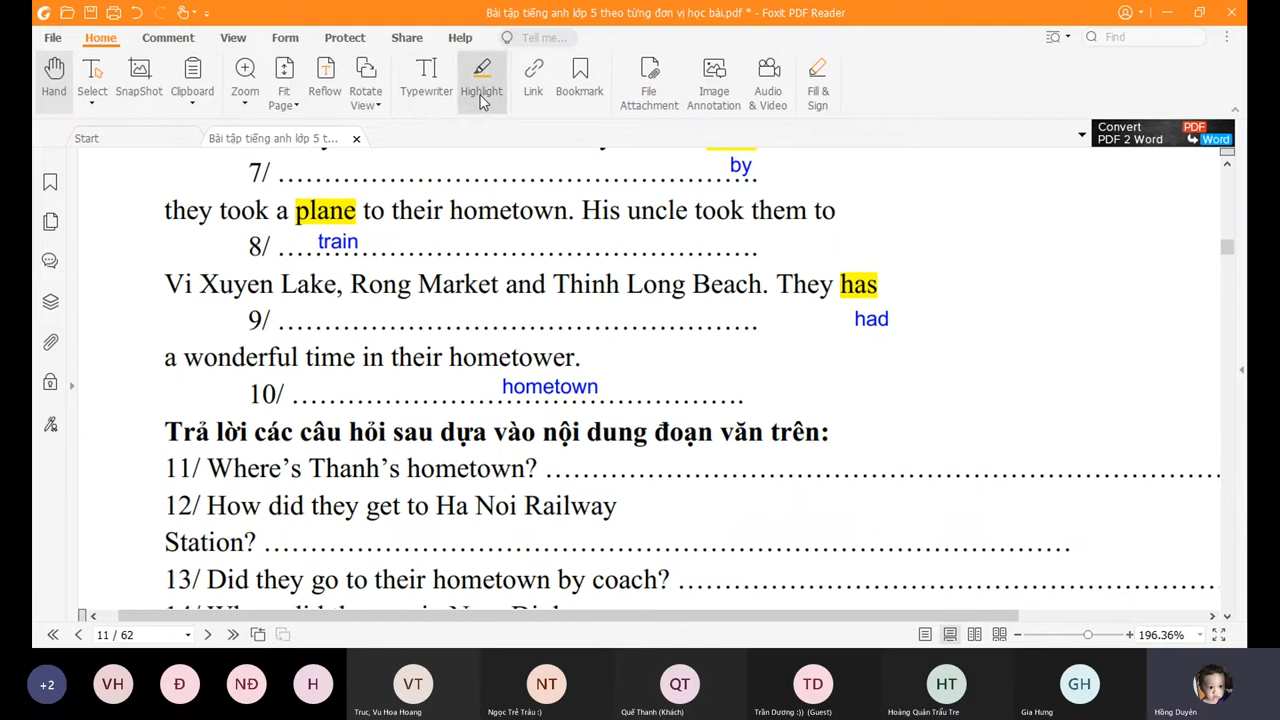 Bài tập tiếng anh lớp 5 theo từng đơn vị học bài.pdf * - Foxit PDF Reader
File Home Comment View Form Protect Share Help Tell me... Find
Hand Select SnapShot Clipboard Zoom Fit Page Reflow Rotate View Typewriter Highlight Link Bookmark File Attachment Image Annotation Audio & Video Fill & Sign
Start Bài tập tiếng anh lớp 5 t...
Convert PDF
PDF 2 Word Word
7/ ……………………………………………………. by
they took a plane to their hometown. His uncle took them to
8/ ……………………………………………………. train
Vi Xuyen Lake, Rong Market and Thinh Long Beach. They has
9/ ……………………………………………………. had
a wonderful time in their hometower.
10/ ……………………………………………………. hometown
Trả lời các câu hỏi sau dựa vào nội dung đoạn văn trên:
11/ Where’s Thanh’s hometown? ……………………………………………………
12/ How did they get to Ha Noi Railway
Station? ……………………………………………………………………………
13/ Did they go to their hometown by coach? …………………………………………
11 / 62 196.36%
+2 VH Đ NĐ H VT NT QT TD HT GH
Truc, Vu Hoa Hoang Ngọc Trẻ Trâu :) Quế Thanh (Khách) Trần Dương :)) (Guest) Hoàng Quân Trẩu Tre Gia Hưng Hồng Duyên